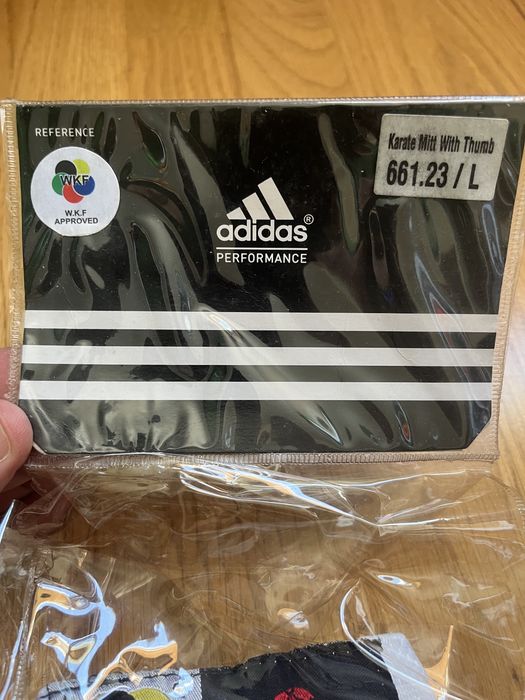 REFERENCE
WKF
W.K.F
APPROVED
Karate Mitt With Thumb
661.23 / L
adidas®
PERFORMANCE